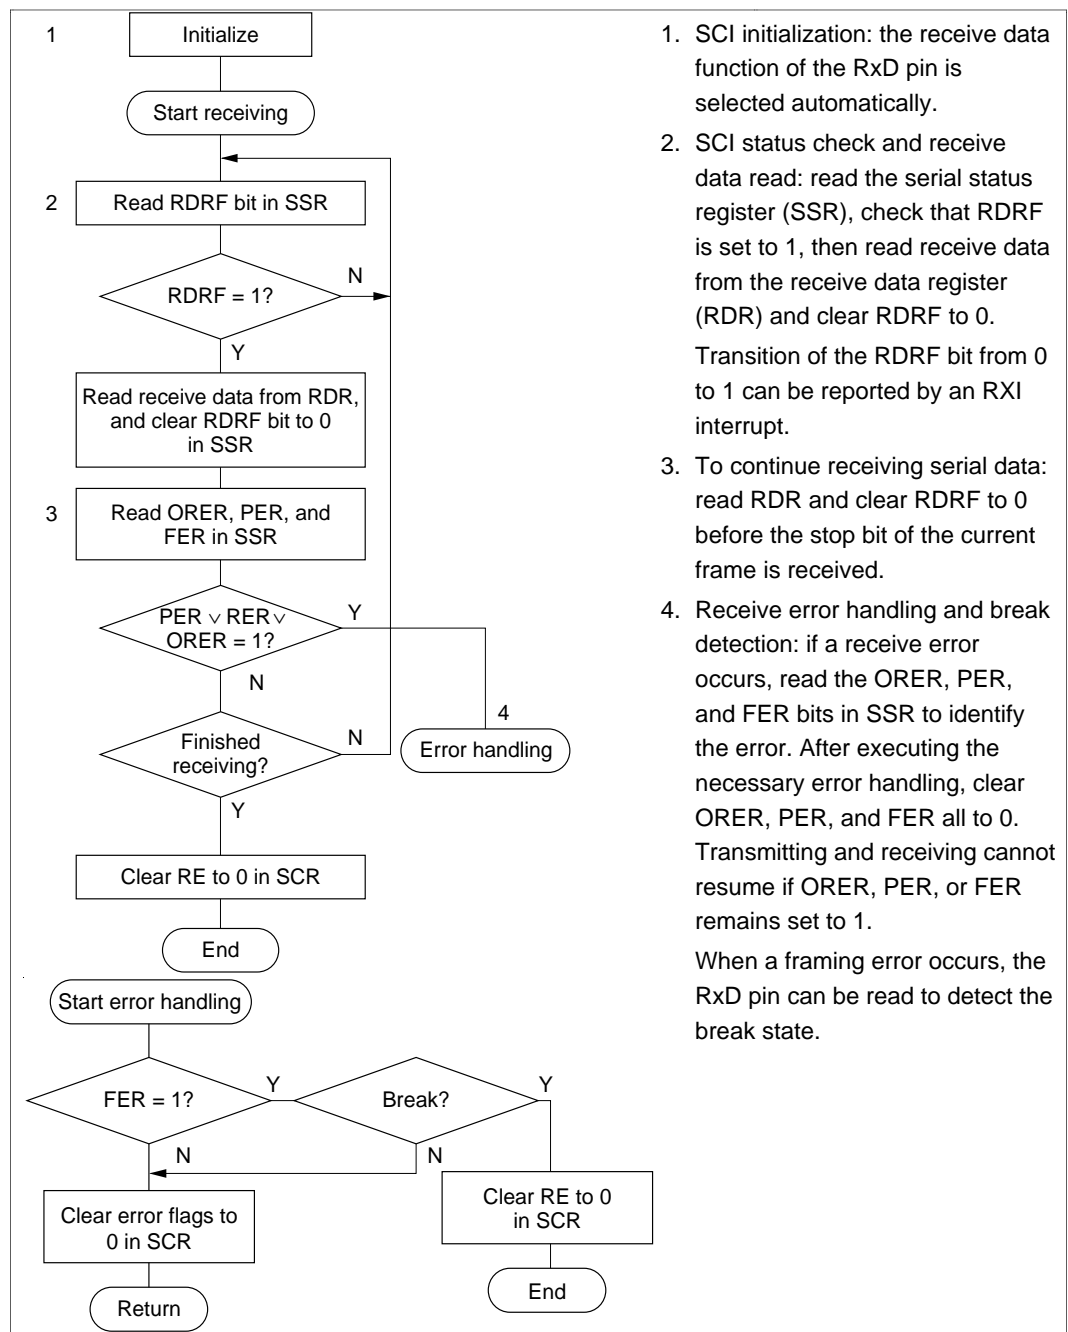 1
Initialize
Start receiving
2
Read RDRF bit in SSR
RDRF = 1?
N
Y
Read receive data from RDR,
and clear RDRF bit to 0
in SSR
3
Read ORER, PER, and
FER in SSR
PER ∨ RER ∨
ORER = 1?
Y
N
4
Error handling
Finished
receiving?
N
Y
Clear RE to 0 in SCR
End
Start error handling
FER = 1?
Y
N
Break?
Y
N
Clear error flags to
0 in SCR
Return
Clear RE to 0
in SCR
End
1. SCI initialization: the receive data
function of the RxD pin is
selected automatically.
2. SCI status check and receive
data read: read the serial status
register (SSR), check that RDRF
is set to 1, then read receive data
from the receive data register
(RDR) and clear RDRF to 0.
Transition of the RDRF bit from 0
to 1 can be reported by an RXI
interrupt.
3. To continue receiving serial data:
read RDR and clear RDRF to 0
before the stop bit of the current
frame is received.
4. Receive error handling and break
detection: if a receive error
occurs, read the ORER, PER,
and FER bits in SSR to identify
the error. After executing the
necessary error handling, clear
ORER, PER, and FER all to 0.
Transmitting and receiving cannot
resume if ORER, PER, or FER
remains set to 1.
When a framing error occurs, the
RxD pin can be read to detect the
break state.